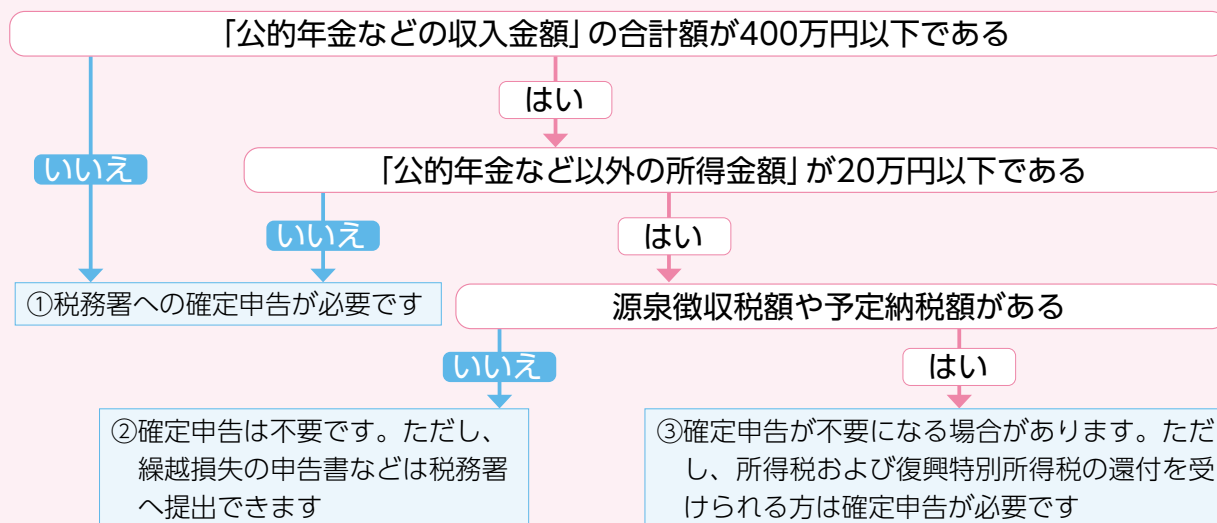 「公的年金などの収入金額」の合計額が400万円以下である
はい
いいえ
「公的年金など以外の所得金額」が20万円以下である
いいえ
はい
①税務署への確定申告が必要です
源泉徴収税額や予定納税額がある
いいえ
はい
②確定申告は不要です。ただし、
繰越損失の申告書などは税務署
へ提出できます
③確定申告が不要になる場合があります。ただ
し、所得税および復興特別所得税の還付を受
けられる方は確定申告が必要です